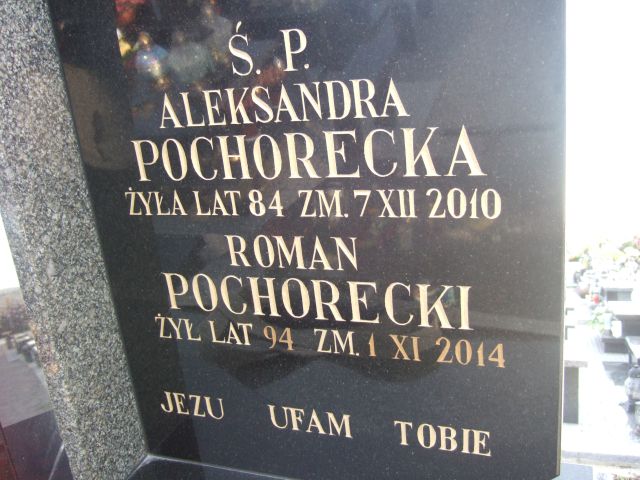 Ś. P.
ALEKSANDRA
POCHORECKA
ŻYŁA LAT 84 ZM. 7 XII 2010
ROMAN
POCHORECKI
ŻYŁ LAT 94 ZM. 1 XI 2014
JEZU UFAM TOBIE